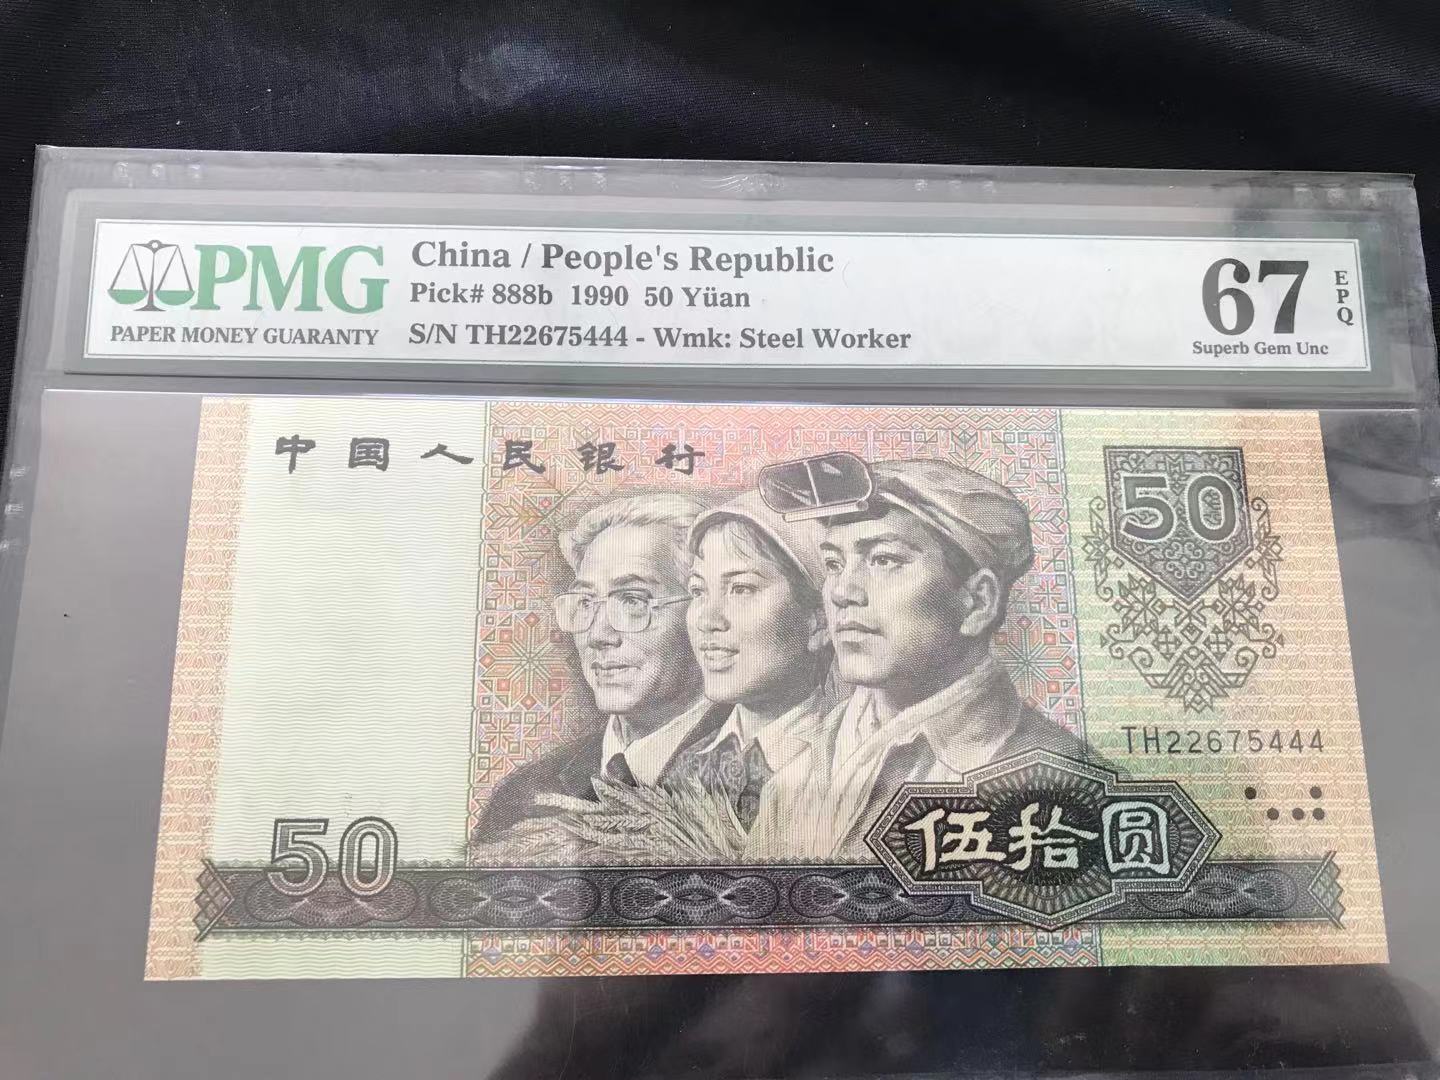 PMG
PAPER MONEY GUARANTY
China / People's Republic
Pick# 888b 1990 50 Yüan
S/N TH22675444 - Wmk: Steel Worker
67
EPQ
Superb Gem Unc
中国人民银行
50
TH22675444
50
伍拾圆